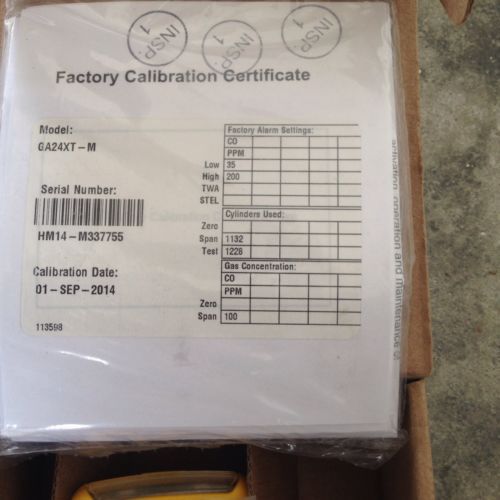 INSP. 1
INSP. 1
INSP. 1
Factory Calibration Certificate
Model:
GA24XT-M
Serial Number:
HM14-M337755
Calibration Date:
01-SEP-2014
113598
Factory Alarm Settings:
CO
PPM
Low 35
High 200
TWA
STEL
Cylinders Used:
Zero
Span 1132
Test 1228
Gas Concentration:
CO
PPM
Zero
Span 100
activation, operation and maintenance